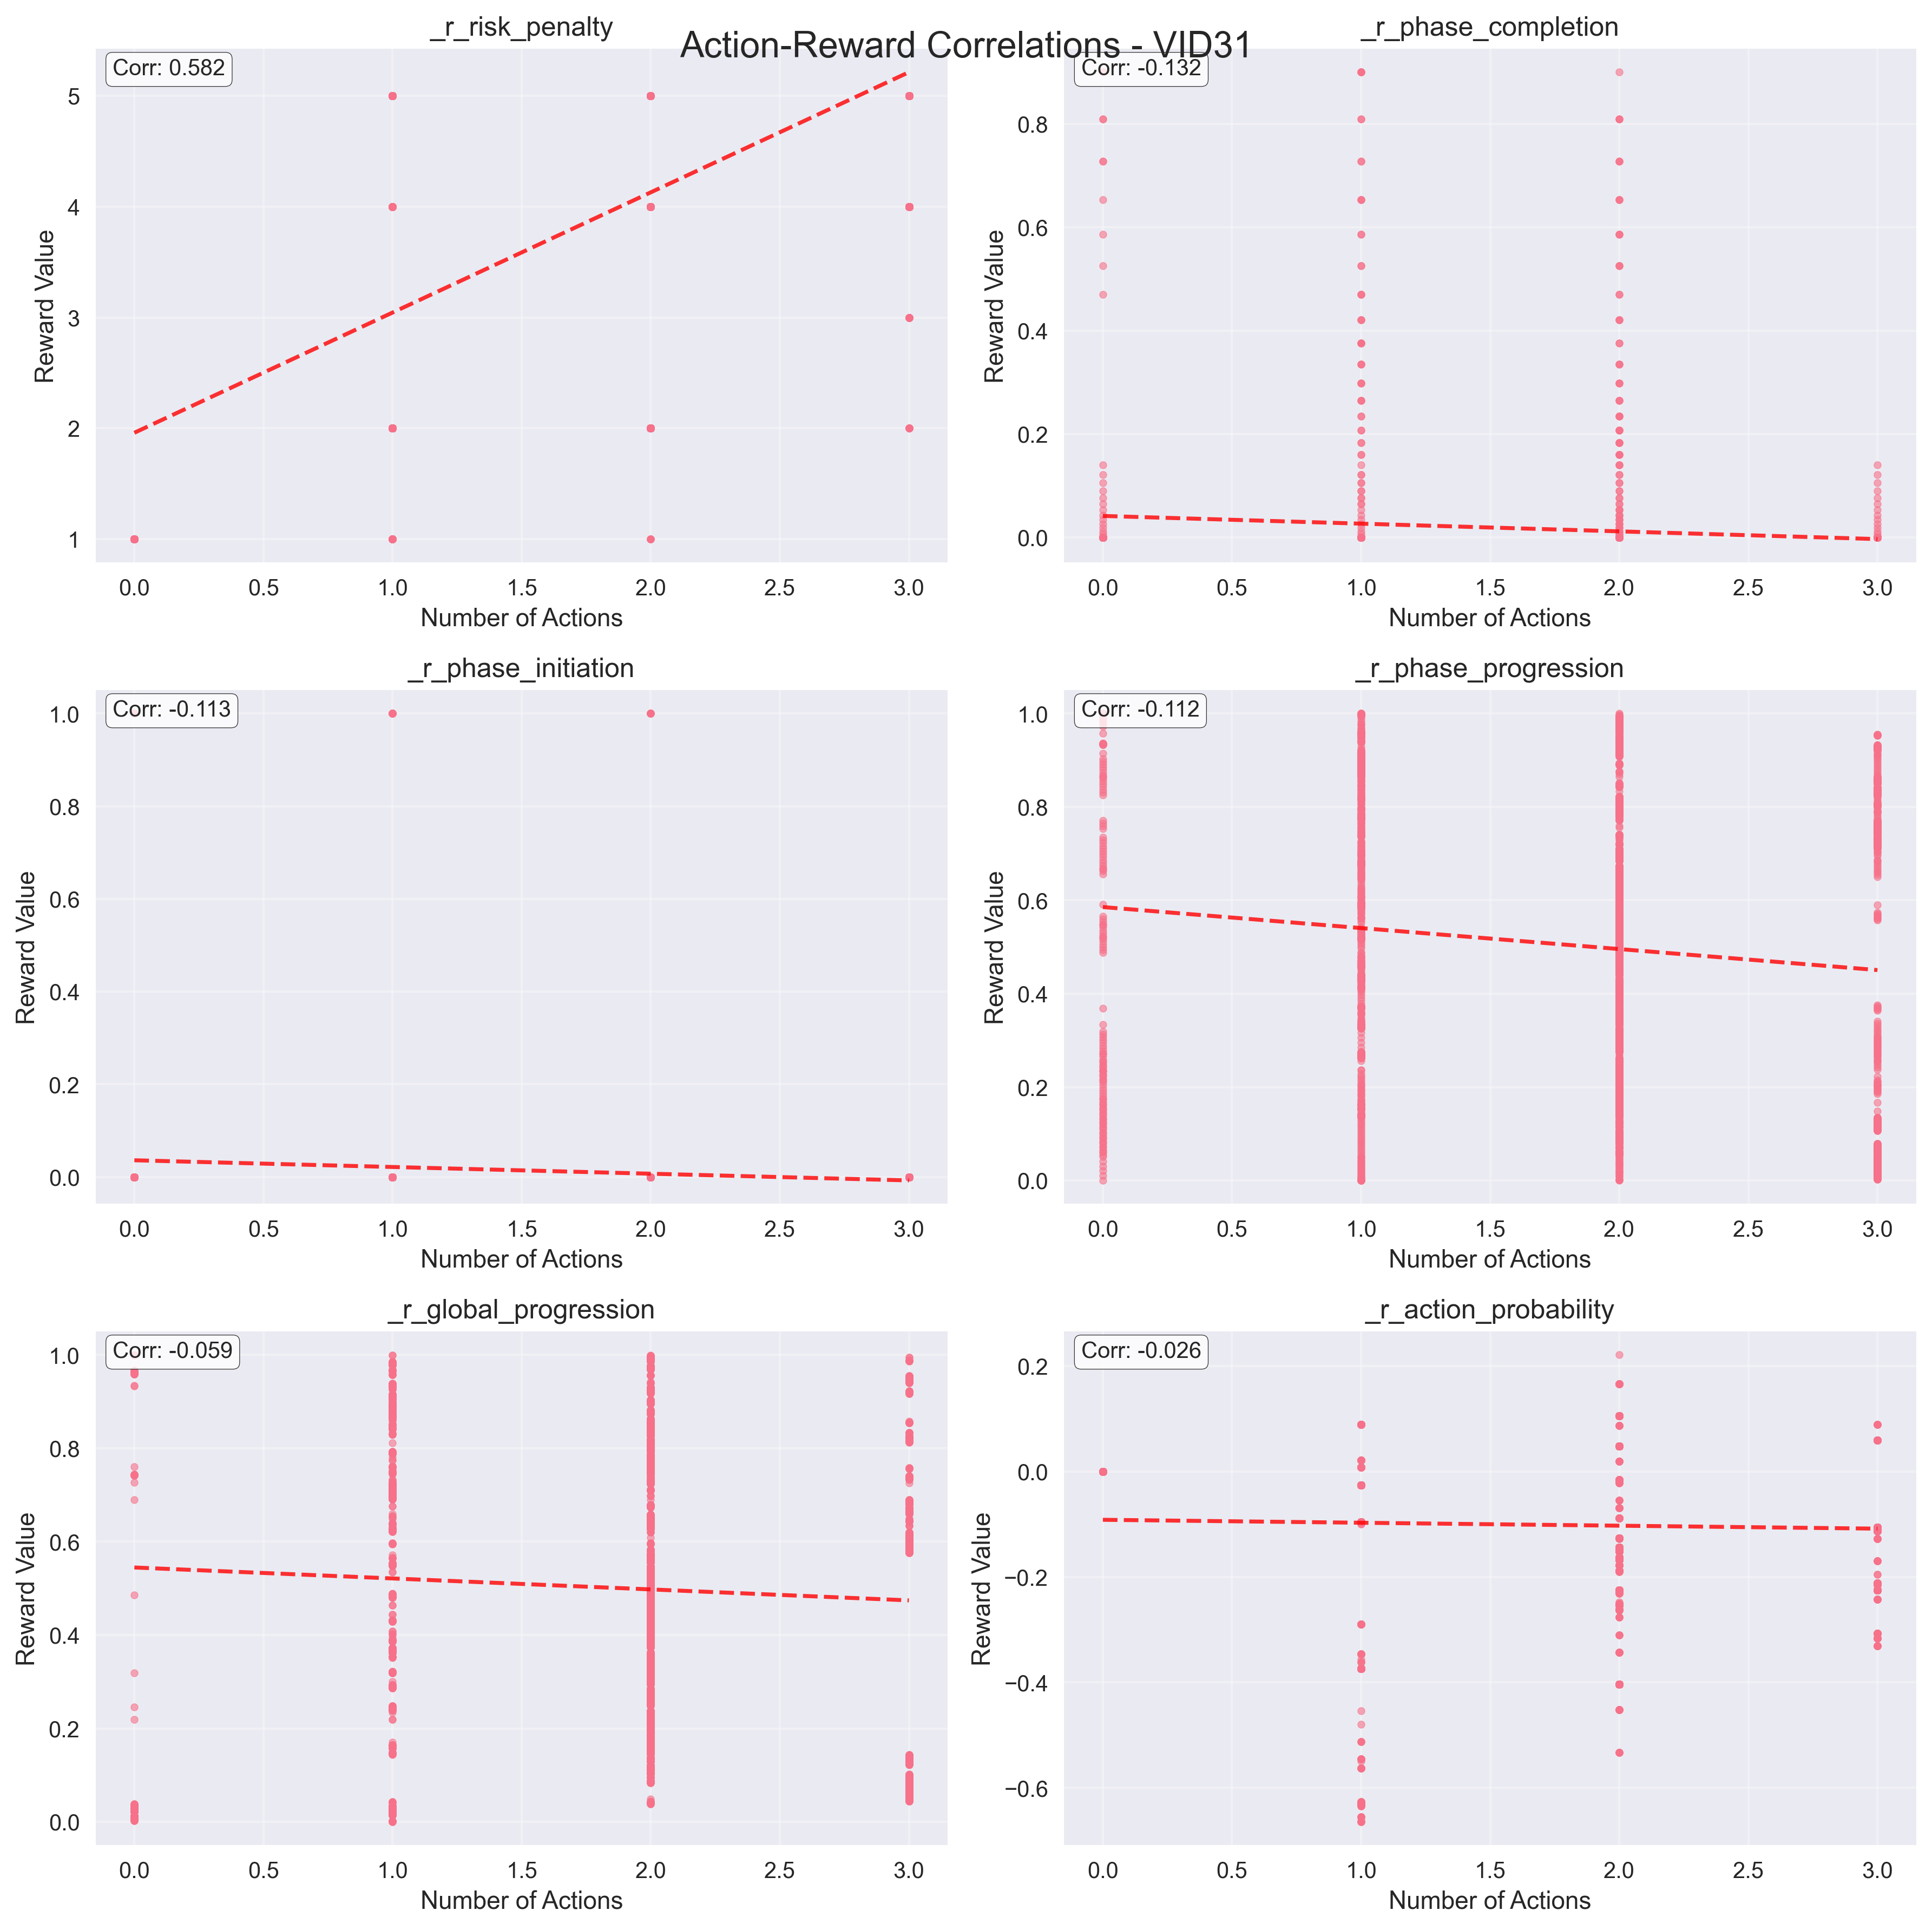 Action-Reward Correlations - VID31
_r_risk_penalty
Corr: 0.582
Reward Value
5
4
3
2
1
0.0 0.5 1.0 1.5 2.0 2.5 3.0
Number of Actions
_r_phase_completion
Corr: -0.132
Reward Value
0.8
0.6
0.4
0.2
0.0
0.0 0.5 1.0 1.5 2.0 2.5 3.0
Number of Actions
_r_phase_initiation
Corr: -0.113
Reward Value
1.0
0.8
0.6
0.4
0.2
0.0
0.0 0.5 1.0 1.5 2.0 2.5 3.0
Number of Actions
_r_phase_progression
Corr: -0.112
Reward Value
1.0
0.8
0.6
0.4
0.2
0.0
0.0 0.5 1.0 1.5 2.0 2.5 3.0
Number of Actions
_r_global_progression
Corr: -0.059
Reward Value
1.0
0.8
0.6
0.4
0.2
0.0
0.0 0.5 1.0 1.5 2.0 2.5 3.0
Number of Actions
_r_action_probability
Corr: -0.026
Reward Value
0.2
0.0
−0.2
−0.4
−0.6
0.0 0.5 1.0 1.5 2.0 2.5 3.0
Number of Actions